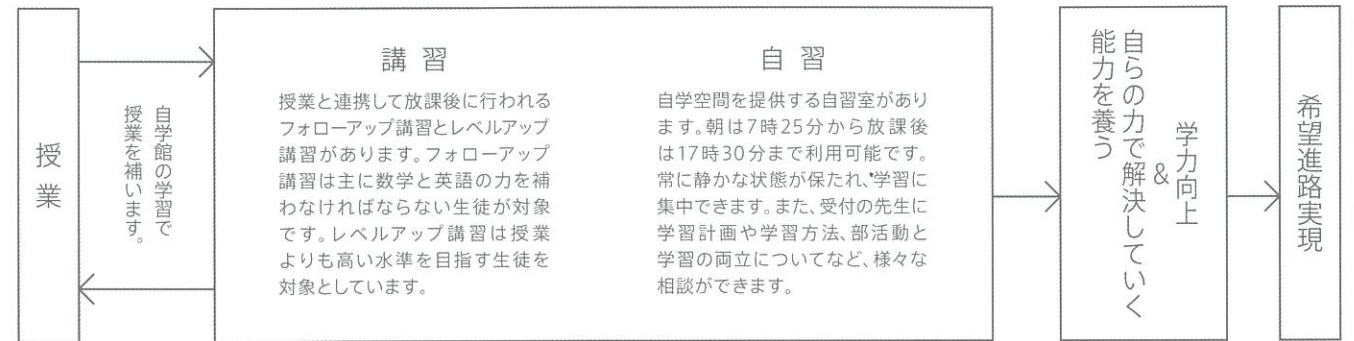 授業
自学館の学習で
授業を補います。
講習
授業と連携して放課後に行われる
フォローアップ講習とレベルアップ
講習があります。フォローアップ
講習は主に数学と英語の力を補
わなければならない生徒が対象
です。レベルアップ講習は授業
よりも高い水準を目指す生徒を
対象としています。
自習
自学空間を提供する自習室があり
ます。朝は7時25分から放課後
は17時30分まで利用可能です。
常に静かな状態が保たれ、学習に
集中できます。また、受付の先生に
学習計画や学習方法、部活動と
学習の両立についてなど、様々な
相談ができます。
学力向上
&
自らの力で解決していく
能力を養う
希望進路実現